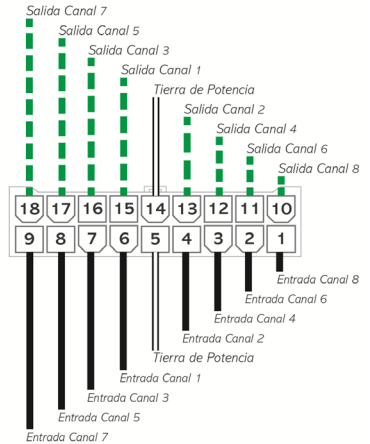 Salida Canal 7
Salida Canal 5
Salida Canal 3
Salida Canal 1
Tierra de Potencia
Salida Canal 2
Salida Canal 4
Salida Canal 6
Salida Canal 8
18 17 16 15 14 13 12 11 10
9 8 7 6 5 4 3 2 1
Entrada Canal 8
Entrada Canal 6
Entrada Canal 4
Entrada Canal 2
Tierra de Potencia
Entrada Canal 1
Entrada Canal 3
Entrada Canal 5
Entrada Canal 7